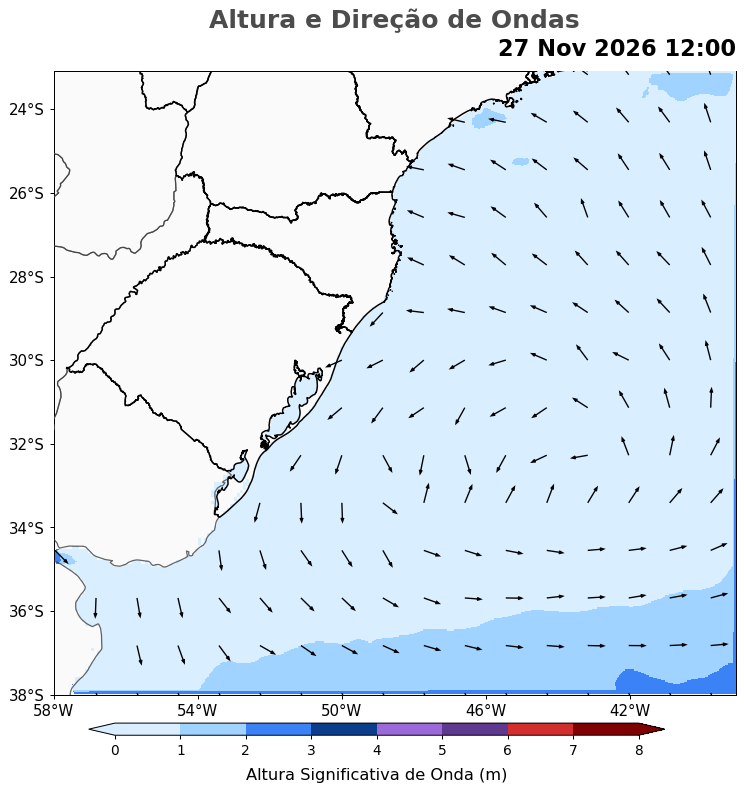 Altura e Direção de Ondas
27 Nov 2026 12:00
24°S
26°S
28°S
30°S
32°S
34°S
36°S
38°S
58°W 54°W 50°W 46°W 42°W
0 1 2 3 4 5 6 7 8
Altura Significativa de Onda (m)